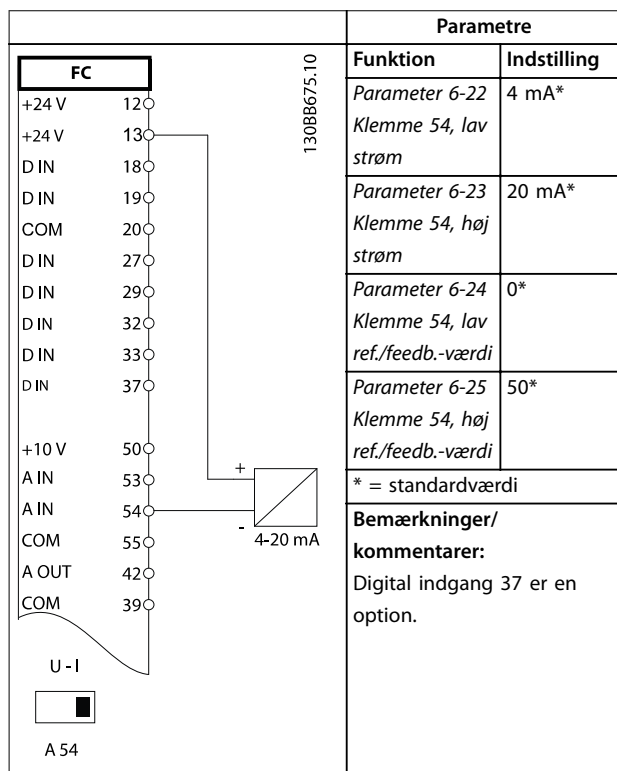 FC
+24 V 12
+24 V 13
D IN 18
D IN 19
COM 20
D IN 27
D IN 29
D IN 32
D IN 33
D IN 37
+10 V 50
A IN 53
A IN 54
COM 55
A OUT 42
COM 39
+
-
4-20 mA
U - I
A 54
130BB675.10
Parametre
Funktion Indstilling
Parameter 6-22 4 mA*
Klemme 54, lav
strøm
Parameter 6-23 20 mA*
Klemme 54, høj
strøm
Parameter 6-24 0*
Klemme 54, lav
ref./feedb.-værdi
Parameter 6-25 50*
Klemme 54, høj
ref./feedb.-værdi
* = standardværdi
Bemærkninger/
kommentarer:
Digital indgang 37 er en
option.